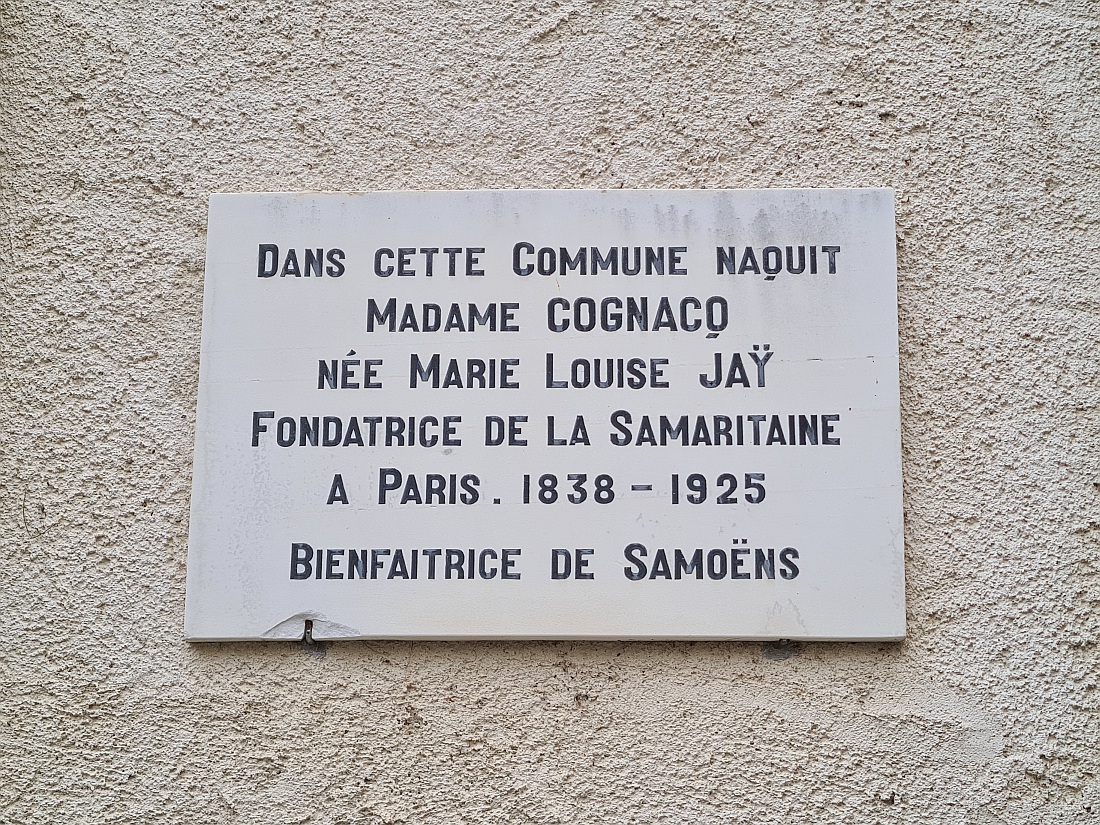 DANS CETTE COMMUNE NAQUIT
MADAME COGNACQ
NÉE MARIE LOUISE JAŸ
FONDATRICE DE LA SAMARITAINE
A PARIS. 1838 - 1925
BIENFAITRICE DE SAMOËNS